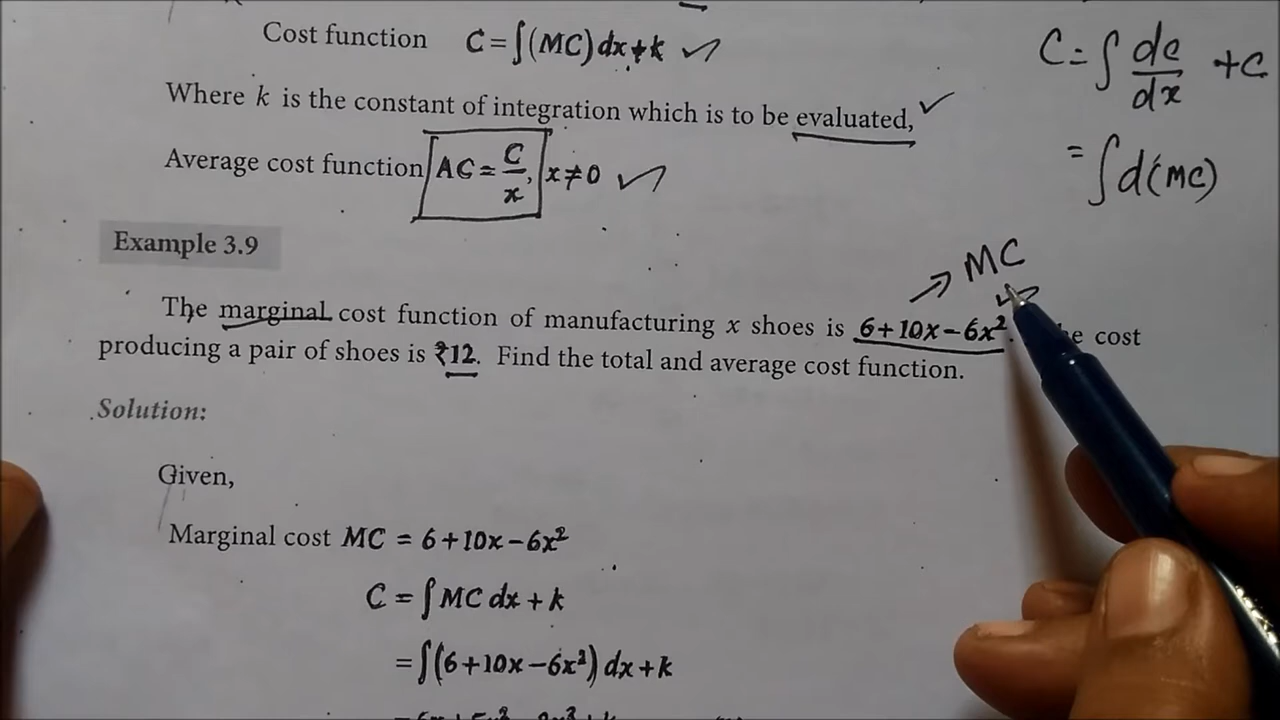 Cost function C = ∫(MC) dx + k ✓
Where k is the constant of integration which is to be evaluated, ✓
Average cost function AC = C/x, x ≠ 0 ✓
C = ∫ dc/dx + C
= ∫d(MC)
Example 3.9
→ MC
The marginal cost function of manufacturing x shoes is 6+10x−6x². cost
producing a pair of shoes is ₹12. Find the total and average cost function.
Solution:
Given,
Marginal cost MC = 6+10x−6x²
C = ∫ MC dx + k
= ∫(6+10x−6x²) dx + k